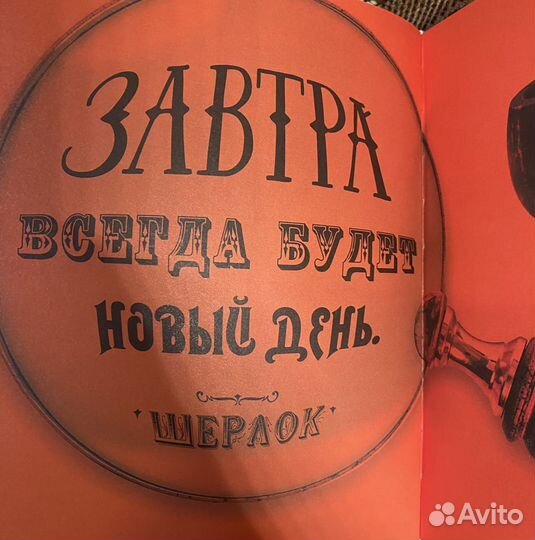 ЗАВТРА
ВСЕГДА БУДЕТ
НОВЫЙ ДЕНЬ.
ШЕРЛОК
Avito